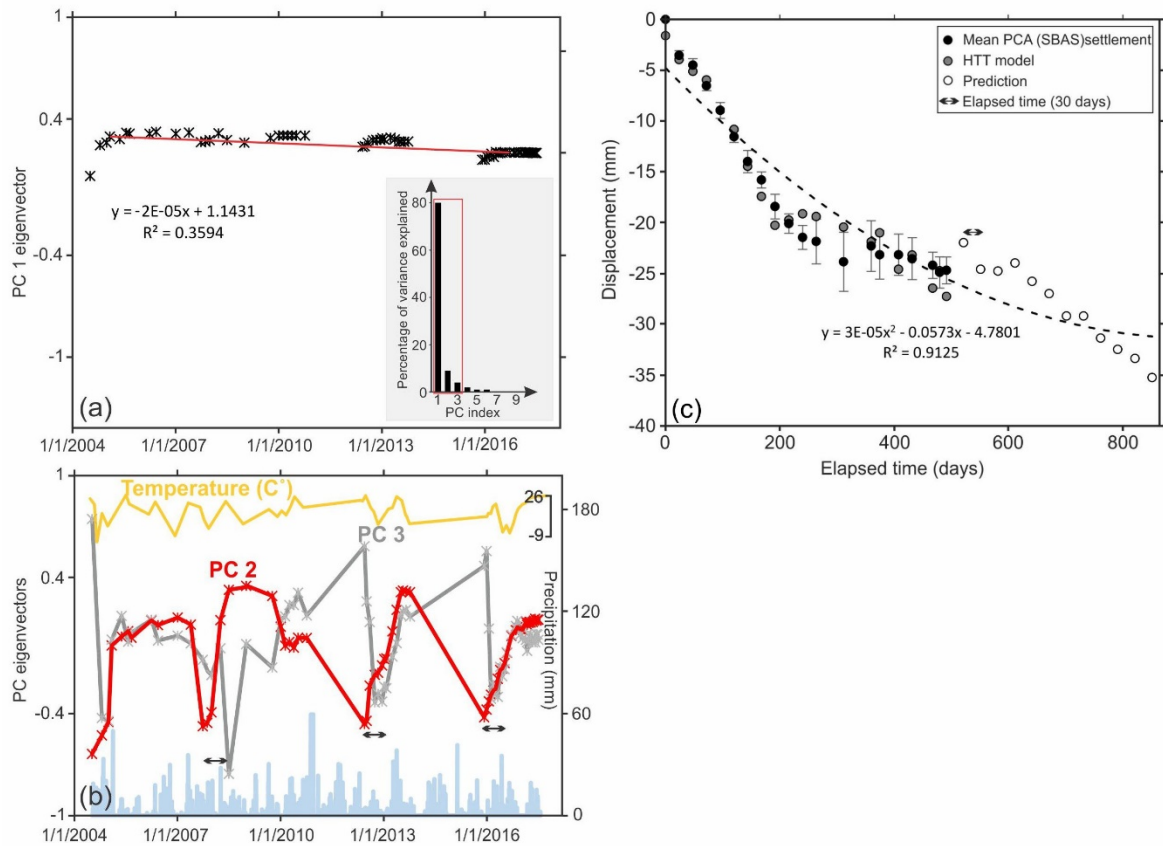 1
0.4
-0.4
-1
PC 1 eigenvector
y = -2E-05x + 1.1431
R² = 0.3594
Percentage of variance explained
80
60
40
20
0
1 3 5 7 9
PC index
(a)
1/1/2004 1/1/2007 1/1/2010 1/1/2013 1/1/2016
0
-5
-10
-15
-20
-25
-30
-35
-40
Displacement (mm)
Mean PCA (SBAS)settlement
HTT model
Prediction
Elapsed time (30 days)
y = 3E-05x² - 0.0573x - 4.7801
R² = 0.9125
(c)
0 200 400 600 800
Elapsed time (days)
1
0.4
-0.4
-1
PC eigenvectors
Temperature (C°)
26
-9
PC 3
PC 2
180
120
60
0
Precipitation (mm)
(b)
1/1/2004 1/1/2007 1/1/2010 1/1/2013 1/1/2016